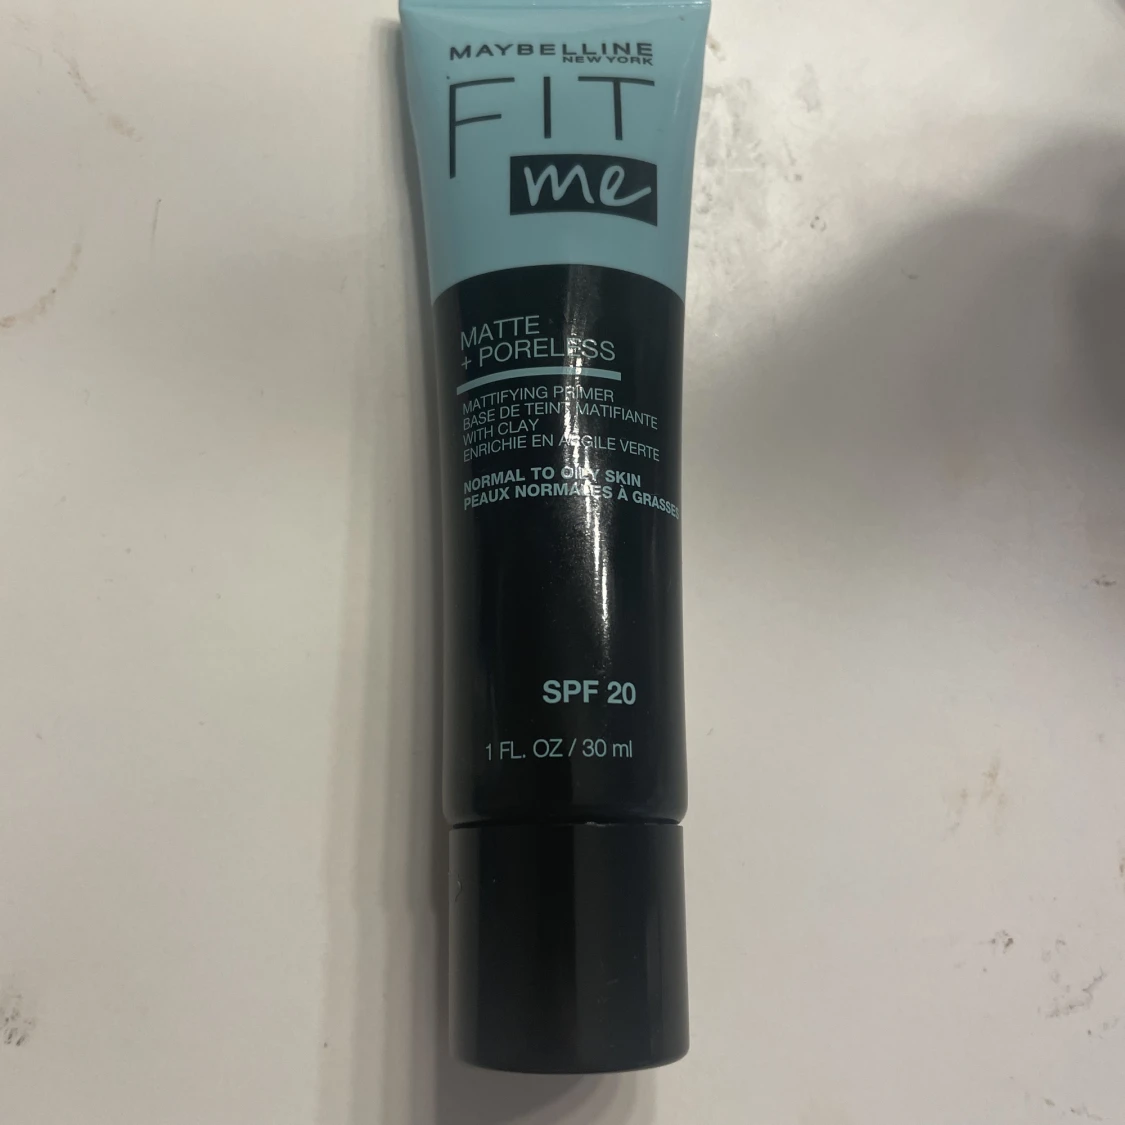 MAYBELLINE
NEW YORK
FIT
me
MATTE
+ PORELESS
MATTIFYING PRIMER
BASE DE TEINT MATIFIANTE
WITH CLAY
ENRICHIE EN ARGILE VERTE
NORMAL TO OILY SKIN
PEAUX NORMALES À GRASSES
SPF 20
1 FL. OZ / 30 ml